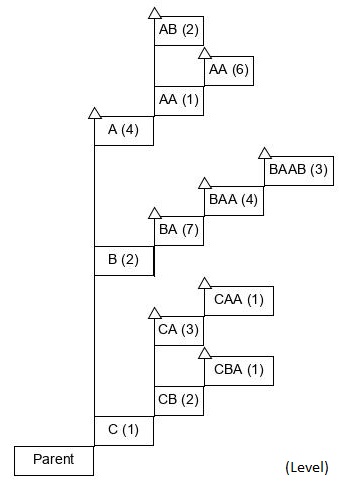 AB (2)
AA (6)
AA (1)
A (4)
BAAB (3)
BAA (4)
BA (7)
B (2)
CAA (1)
CA (3)
CBA (1)
CB (2)
C (1)
Parent
(Level)